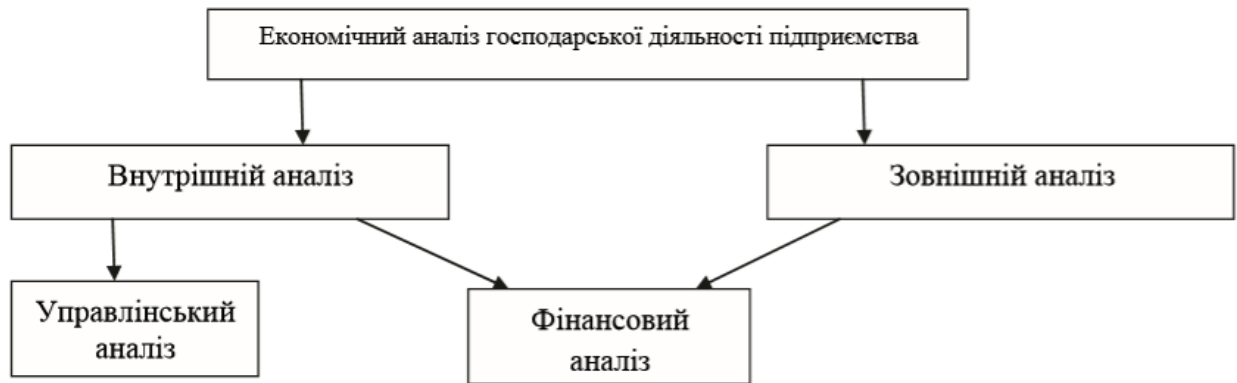 Економічний аналіз господарської діяльності підприємства
Внутрішній аналіз
Зовнішній аналіз
Управлінський
аналіз
Фінансовий
аналіз